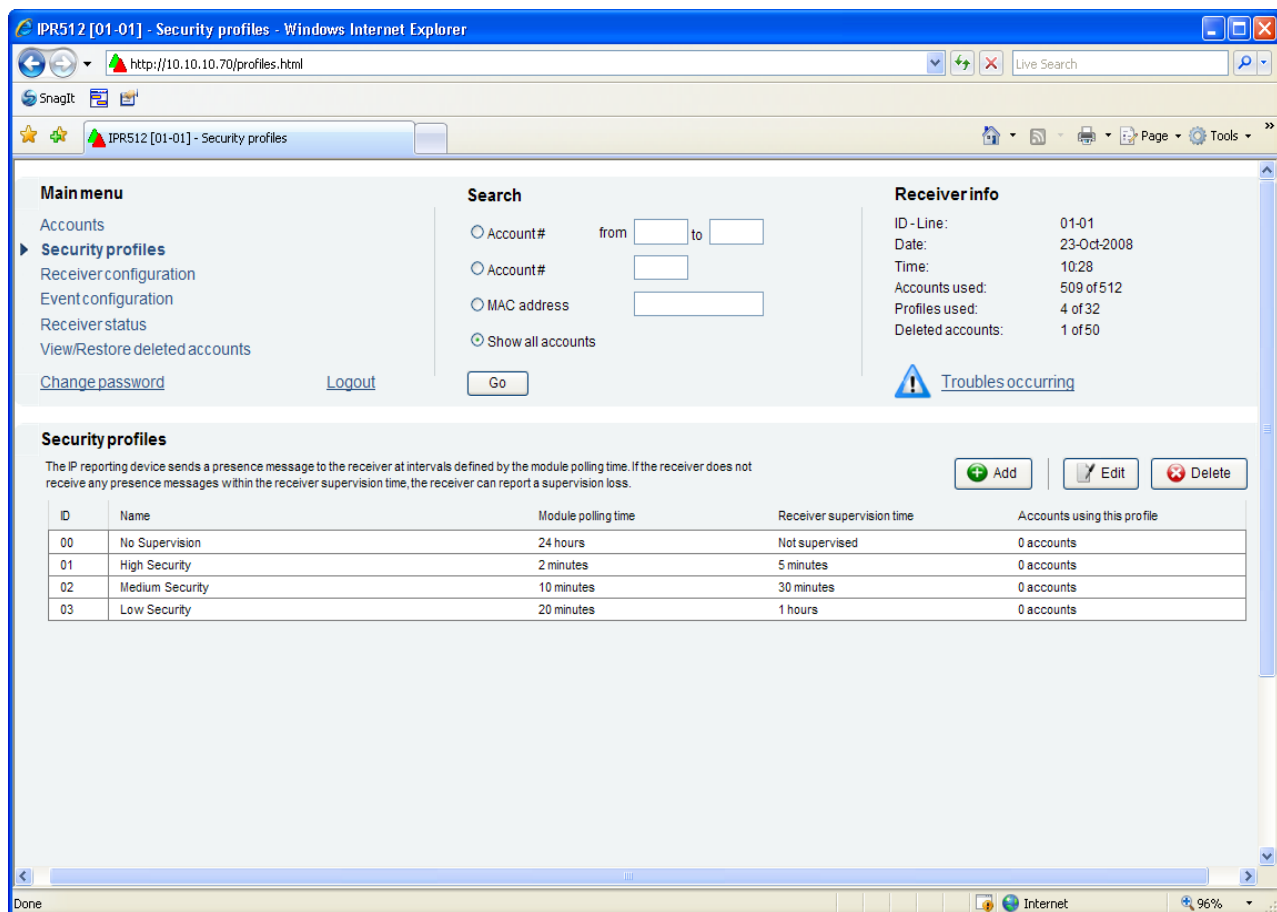 IPR512 [01-01] - Security profiles - Windows Internet Explorer
http://10.10.10.70/profiles.html
Live Search
SnagIt
IPR512 [01-01] - Security profiles
Page
Tools
»
Main menu
Accounts
Security profiles
Receiver configuration
Event configuration
Receiver status
View/Restore deleted accounts
Change password Logout
Search
Account# from to
Account#
MAC address
Show all accounts
Go
Receiver info
ID - Line: 01-01
Date: 23-Oct-2008
Time: 10:28
Accounts used: 509 of 512
Profiles used: 4 of 32
Deleted accounts: 1 of 50
Troubles occurring
Security profiles
The IP reporting device sends a presence message to the receiver at intervals defined by the module polling time. If the receiver does not
receive any presence messages within the receiver supervision time, the receiver can report a supervision loss.
Add Edit Delete
ID Name Module polling time Receiver supervision time Accounts using this profile
00 No Supervision 24 hours Not supervised 0 accounts
01 High Security 2 minutes 5 minutes 0 accounts
02 Medium Security 10 minutes 30 minutes 0 accounts
03 Low Security 20 minutes 1 hours 0 accounts
Done Internet 96%